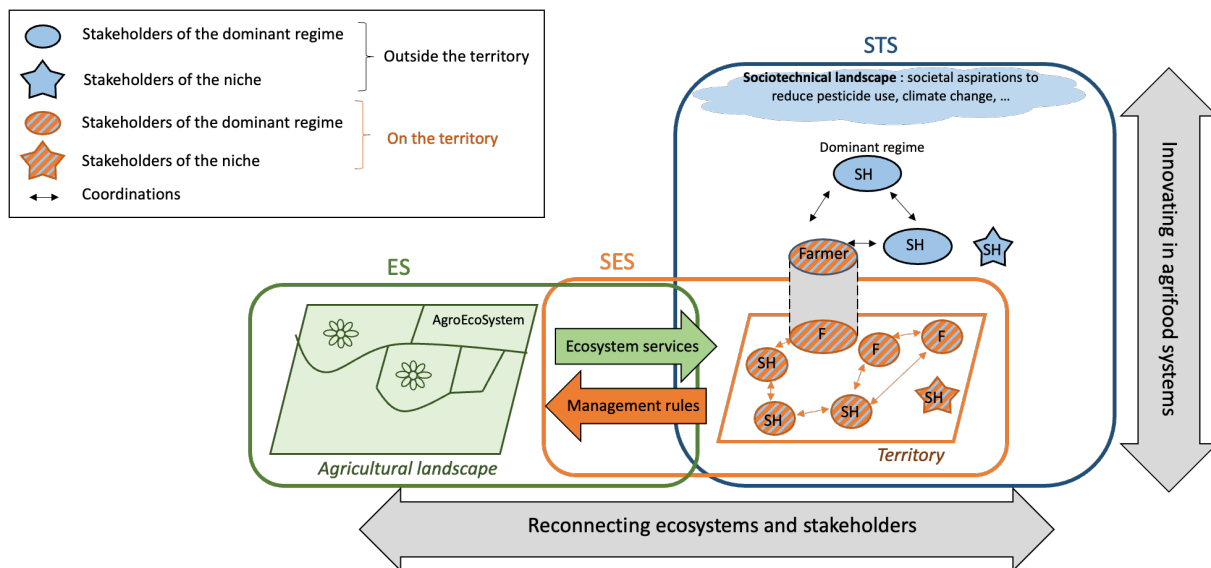 Stakeholders of the dominant regime
Outside the territory
Stakeholders of the niche
Stakeholders of the dominant regime
On the territory
Stakeholders of the niche
Coordinations
STS
Sociotechnical landscape : societal aspirations to
reduce pesticide use, climate change, ...
Dominant regime
SH
SH
SH
Farmer
ES
SES
AgroEcoSystem
Ecosystem services
Management rules
F
F
F
SH
SH
SH
SH
Agricultural landscape
Territory
Innovating in agrifood systems
Reconnecting ecosystems and stakeholders